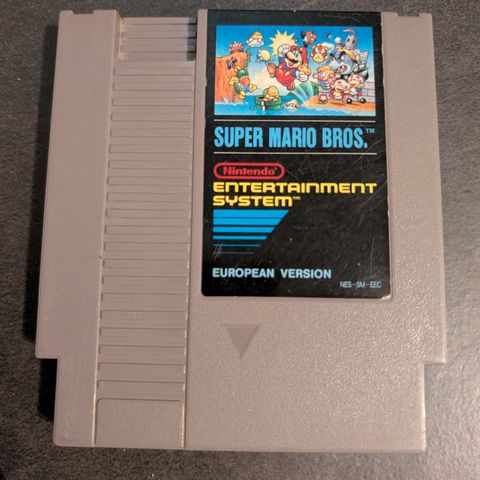 SUPER MARIO BROS.™
Nintendo
ENTERTAINMENT
SYSTEM™
EUROPEAN VERSION
NES-SM-EEC